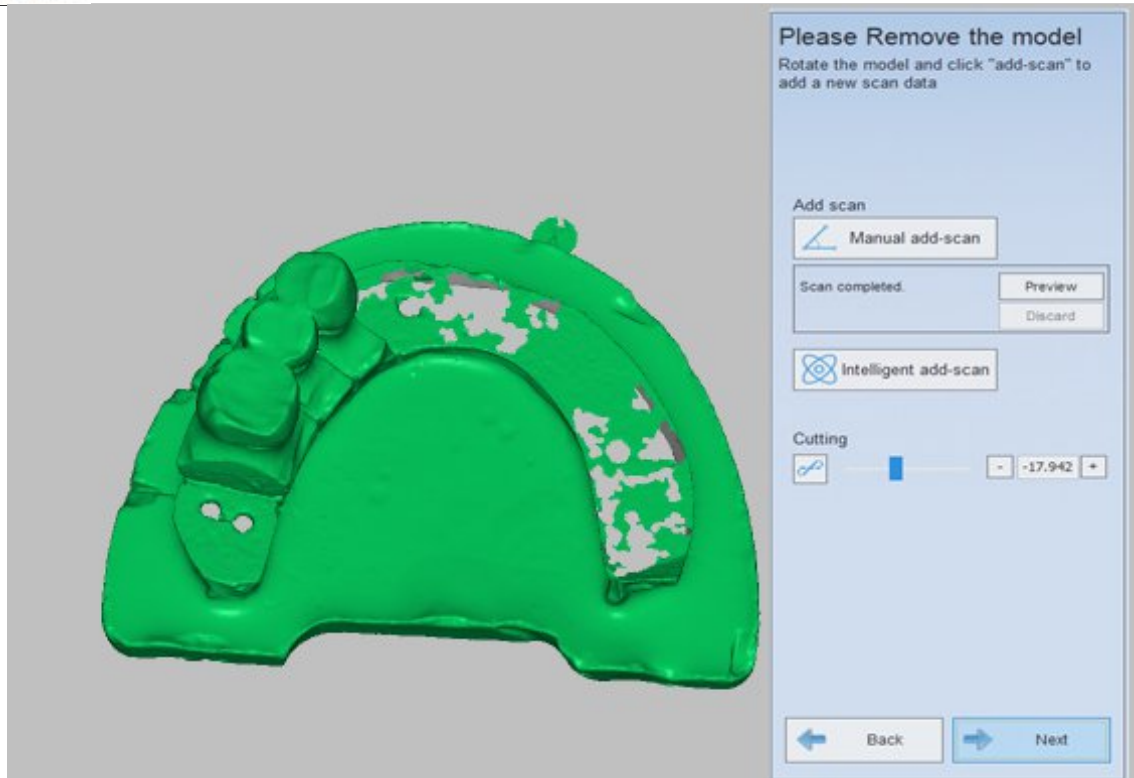 Please Remove the model
Rotate the model and click "add-scan" to
add a new scan data
Add scan
Manual add-scan
Scan completed.
Preview
Discard
Intelligent add-scan
Cutting
- -17.942 +
Back
Next